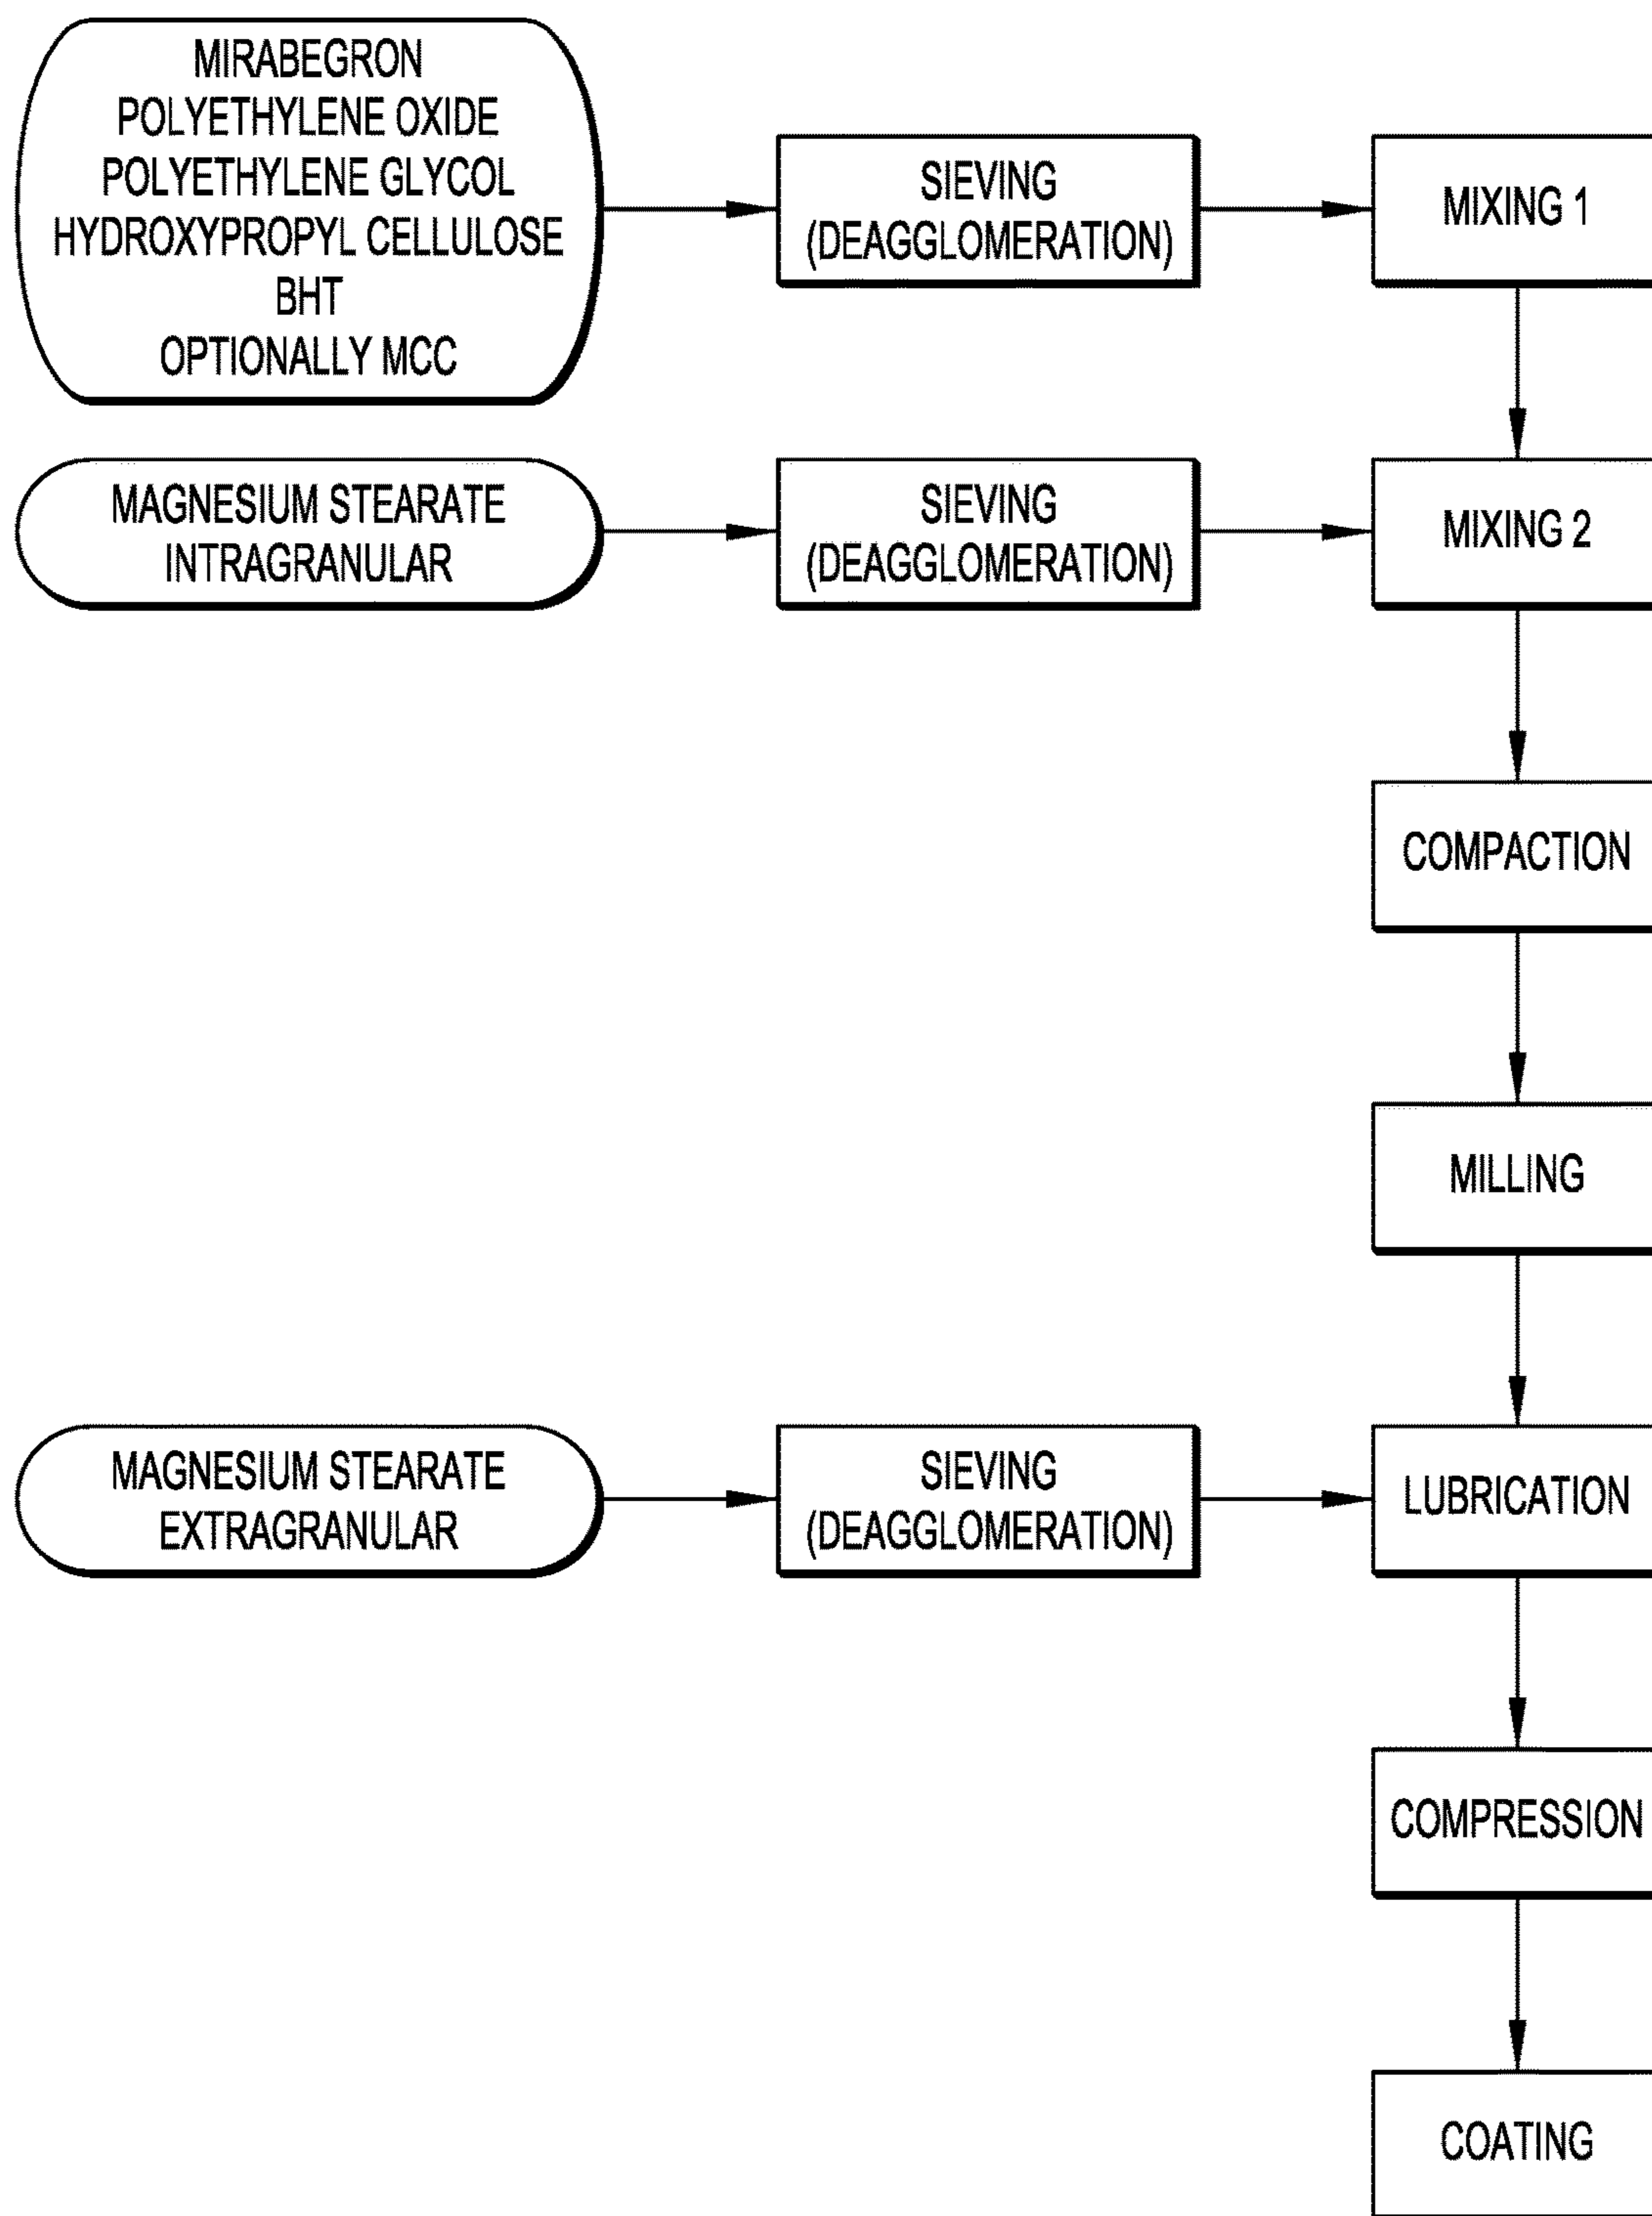 MIRABEGRON
POLYETHYLENE OXIDE
POLYETHYLENE GLYCOL
HYDROXYPROPYL CELLULOSE
BHT
OPTIONALLY MCC
SIEVING
(DEAGGLOMERATION)
MIXING 1
MAGNESIUM STEARATE
INTRAGRANULAR
SIEVING
(DEAGGLOMERATION)
MIXING 2
COMPACTION
MILLING
MAGNESIUM STEARATE
EXTRAGRANULAR
SIEVING
(DEAGGLOMERATION)
LUBRICATION
COMPRESSION
COATING